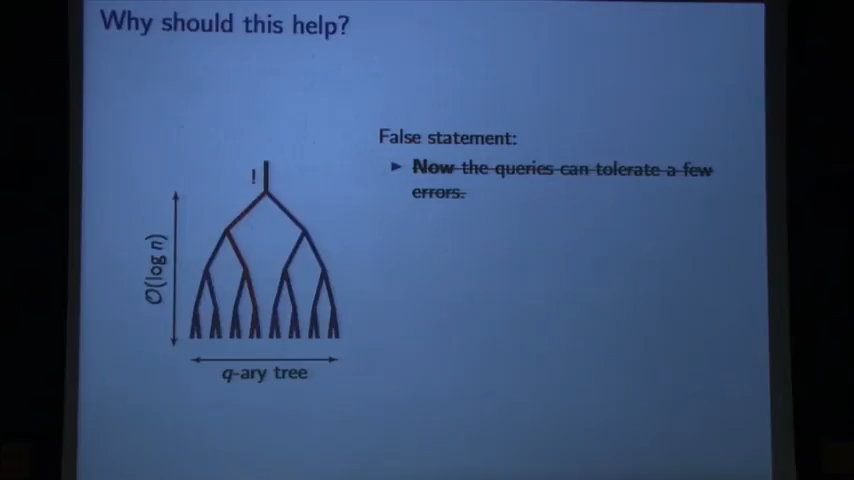 Why should this help?
False statement:
Now the queries can tolerate a few
errors.
!
O(log n)
q-ary tree